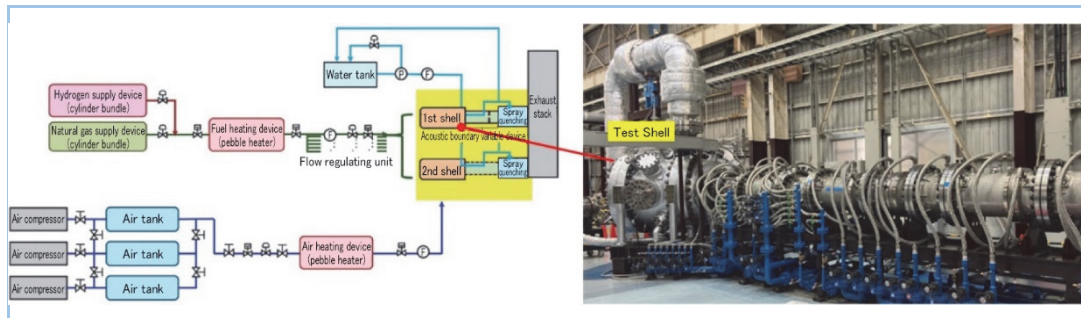 Water tank
P
F
Exhaust
stack
Hydrogen supply device
(cylinder bundle)
Natural gas supply device
(cylinder bundle)
Fuel heating device
(pebble heater)
F
Flow regulating unit
1st shell
Spray
quenching
Acoustic boundary variable device
2nd shell
Spray
quenching
Test Shell
Air compressor
Air tank
Air compressor
Air tank
Air compressor
Air tank
Air heating device
(pebble heater)
F